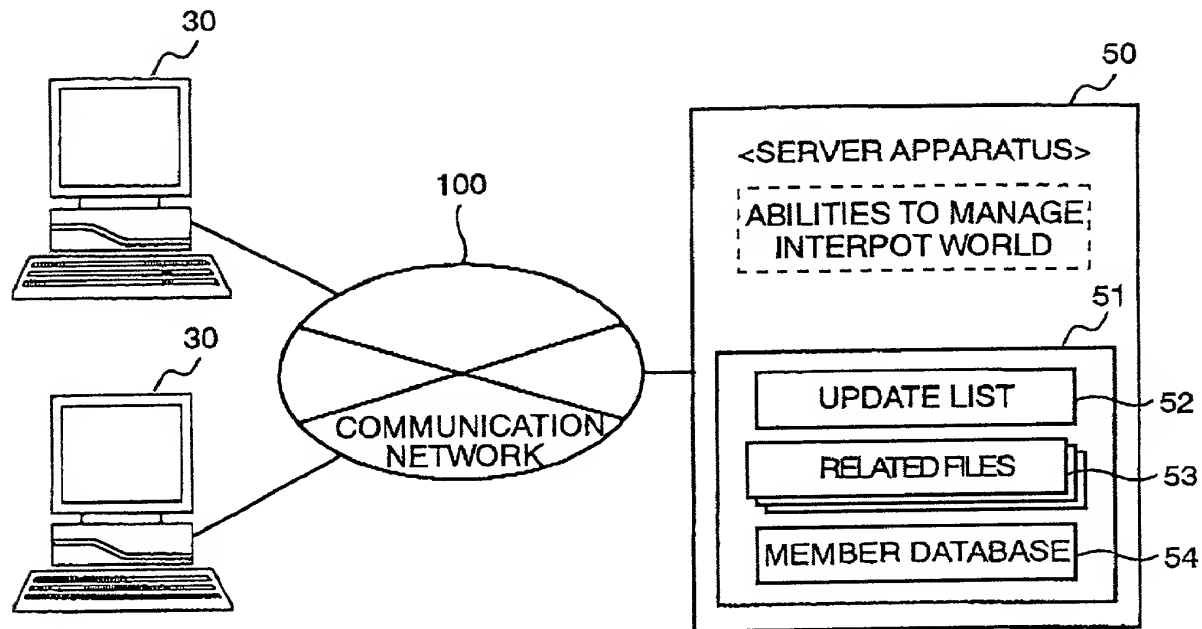 30
30
100
COMMUNICATION
NETWORK
50
<SERVER APPARATUS>
ABILITIES TO MANAGE
INTERPOT WORLD
51
UPDATE LIST
52
RELATED FILES
53
MEMBER DATABASE
54